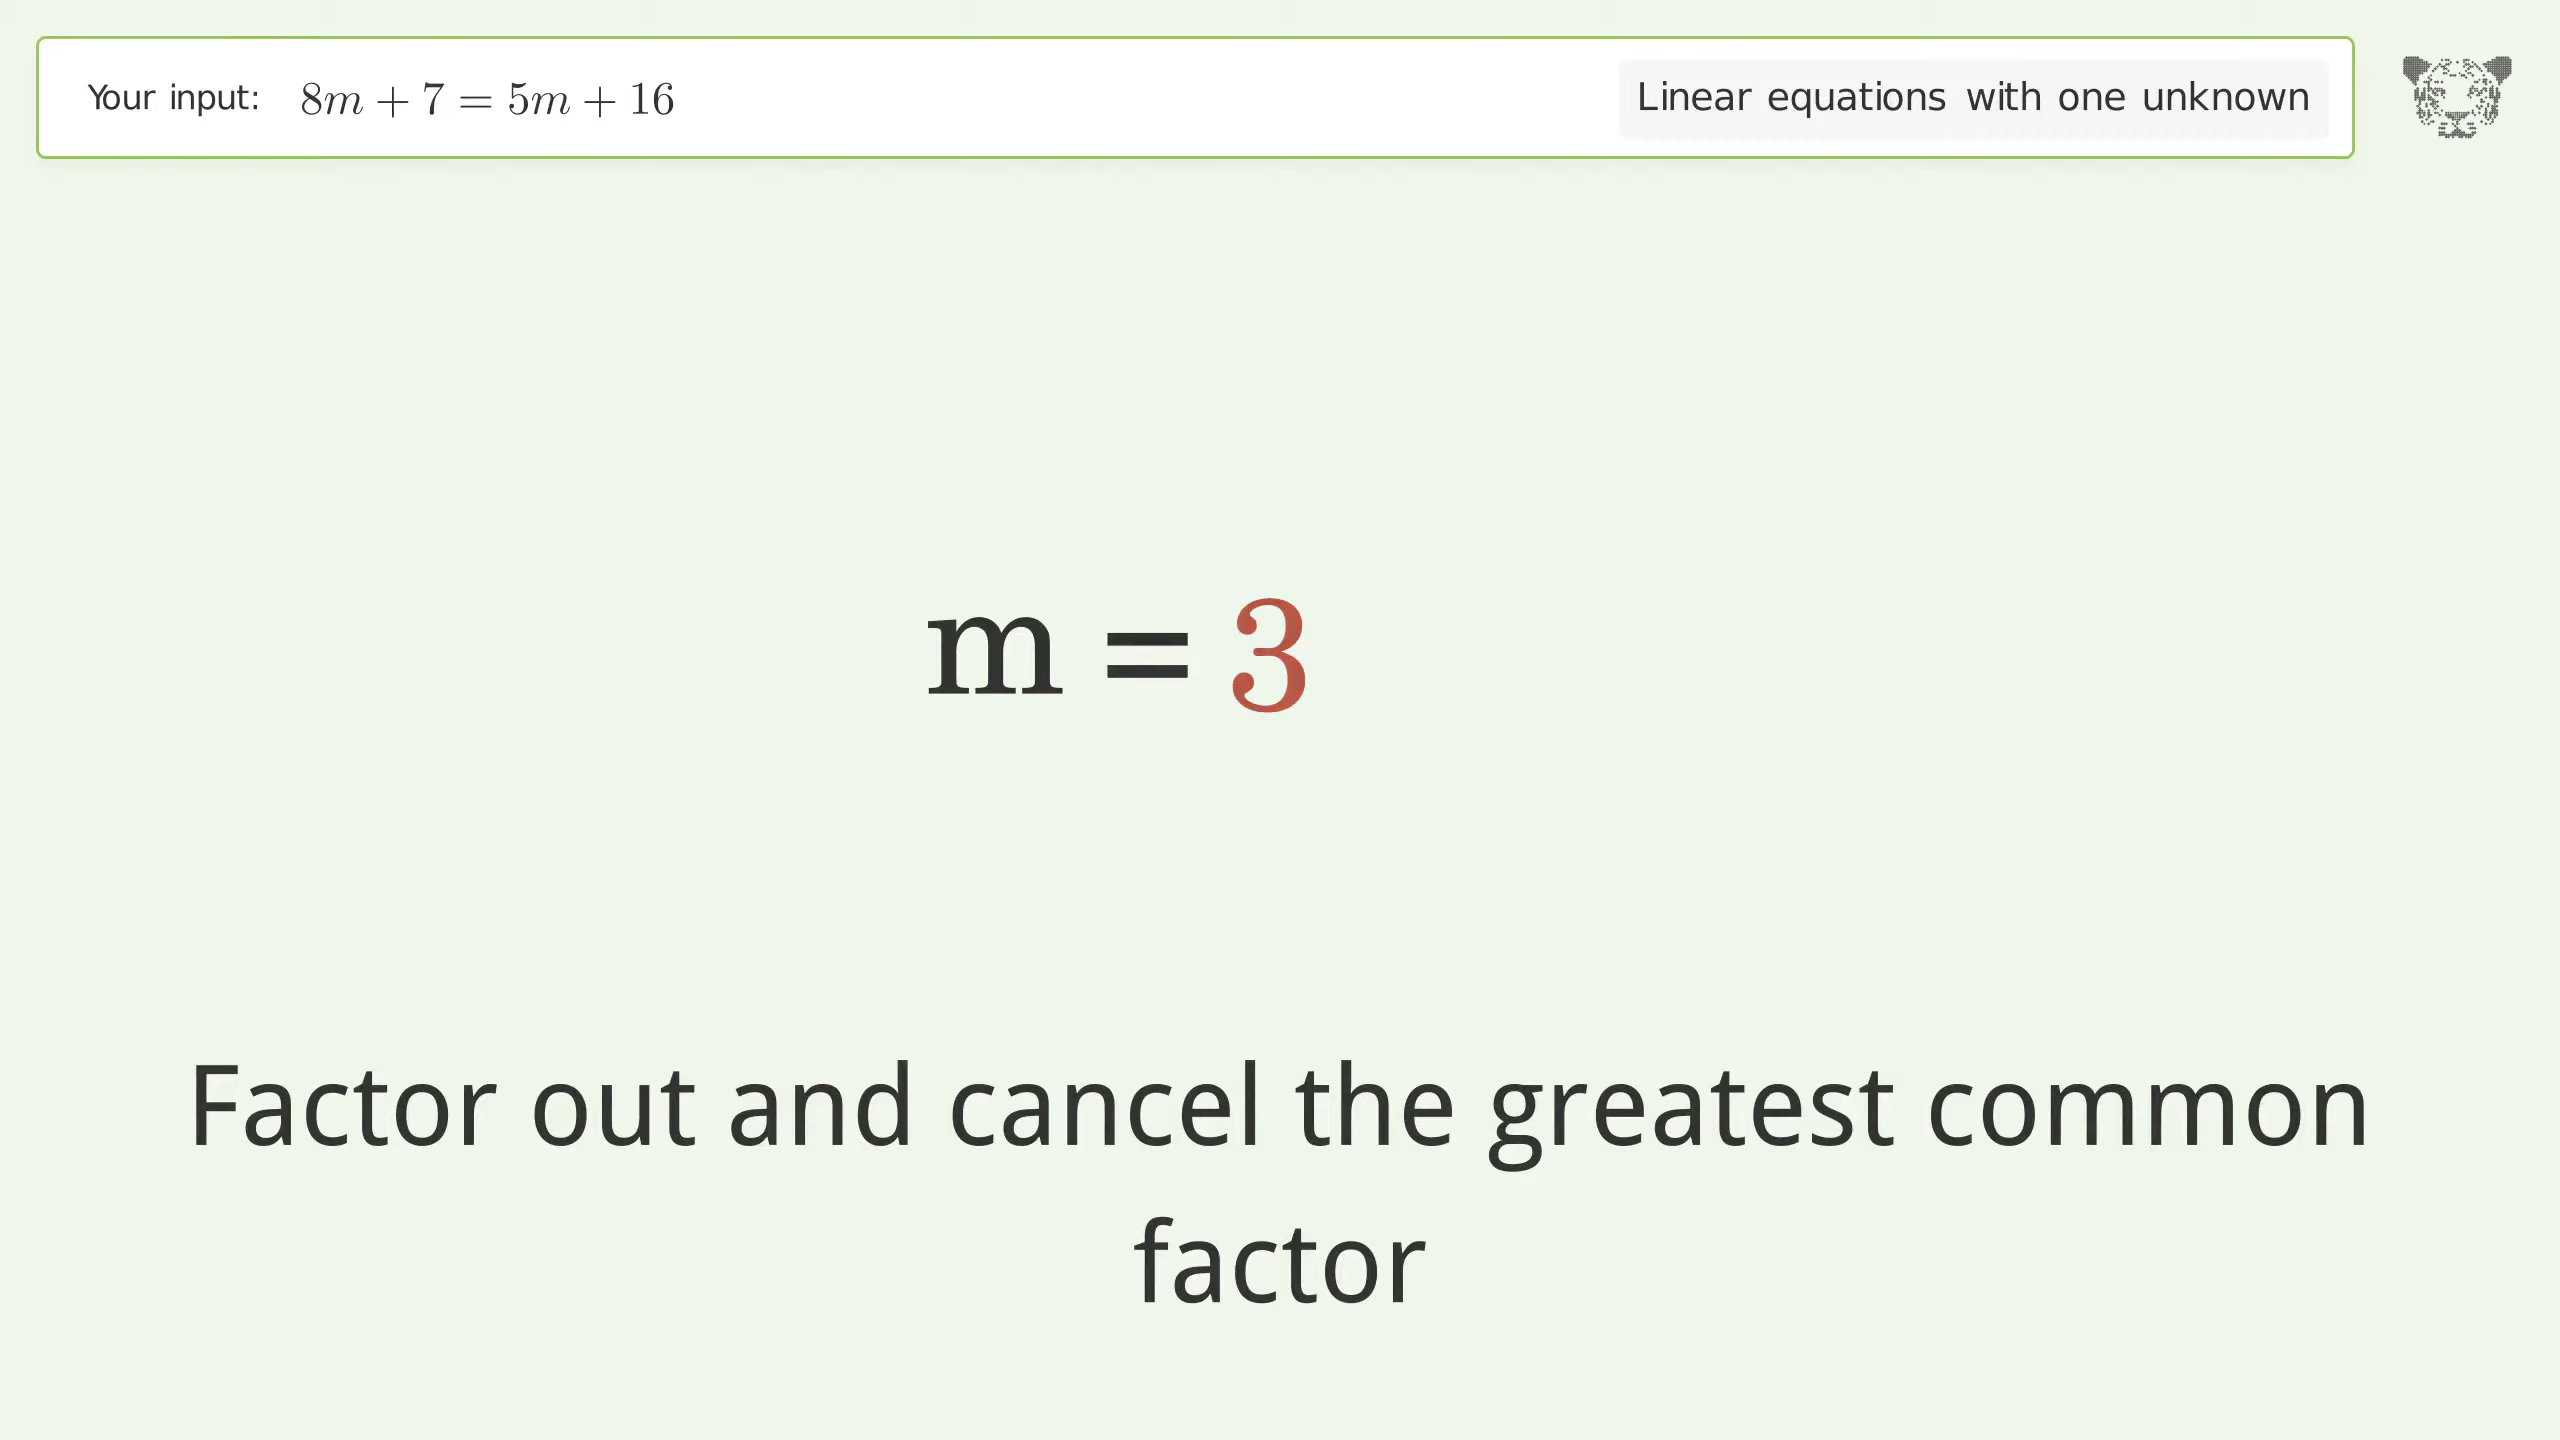 Your input: 8m + 7 = 5m + 16
Linear equations with one unknown
m = 3
Factor out and cancel the greatest common
factor